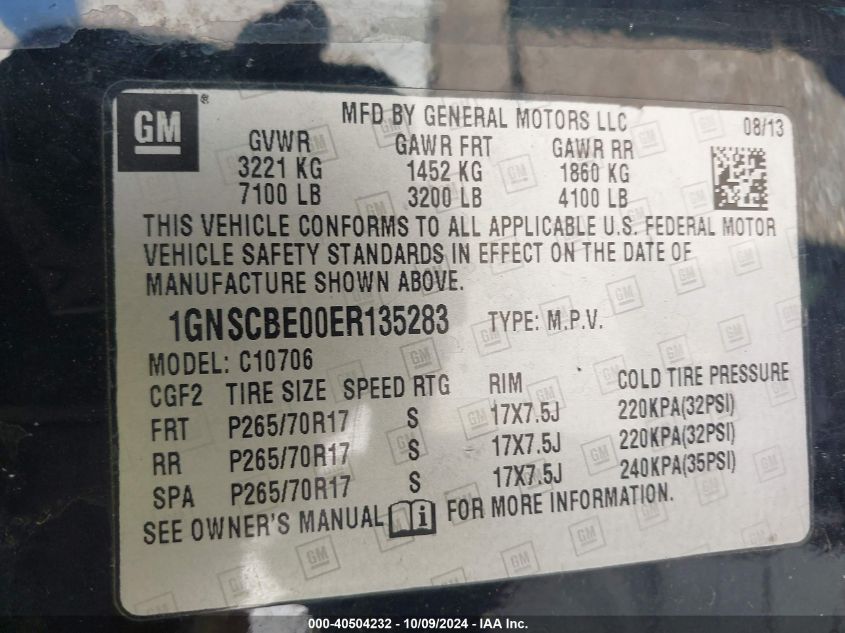 GM ®
MFD BY GENERAL MOTORS LLC 08/13
GVWR GAWR FRT GAWR RR
3221 KG 1452 KG 1860 KG
7100 LB 3200 LB 4100 LB
THIS VEHICLE CONFORMS TO ALL APPLICABLE U.S. FEDERAL MOTOR
VEHICLE SAFETY STANDARDS IN EFFECT ON THE DATE OF
MANUFACTURE SHOWN ABOVE.
1GNSCBE00ER135283 TYPE: M.P.V.
MODEL: C10706
CGF2 TIRE SIZE SPEED RTG RIM COLD TIRE PRESSURE
FRT P265/70R17 S 17X7.5J 220KPA(32PSI)
RR P265/70R17 S 17X7.5J 220KPA(32PSI)
SPA P265/70R17 S 17X7.5J 240KPA(35PSI)
SEE OWNER'S MANUAL i FOR MORE INFORMATION.
000-40504232 - 10/09/2024 - IAA Inc.